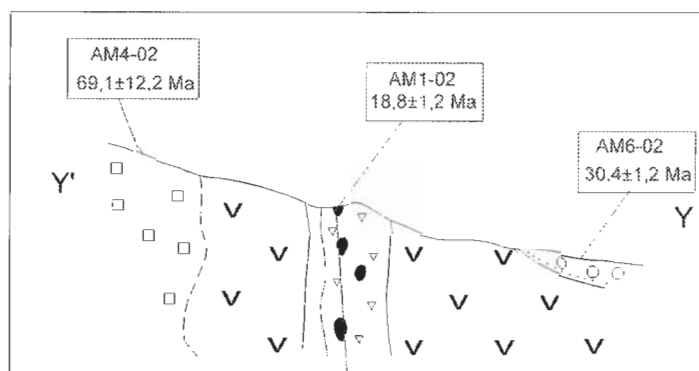 AM4-02
69,1±12,2 Ma
AM1-02
18,8±1,2 Ma
AM6-02
30,4±1,2 Ma
Y'
Y